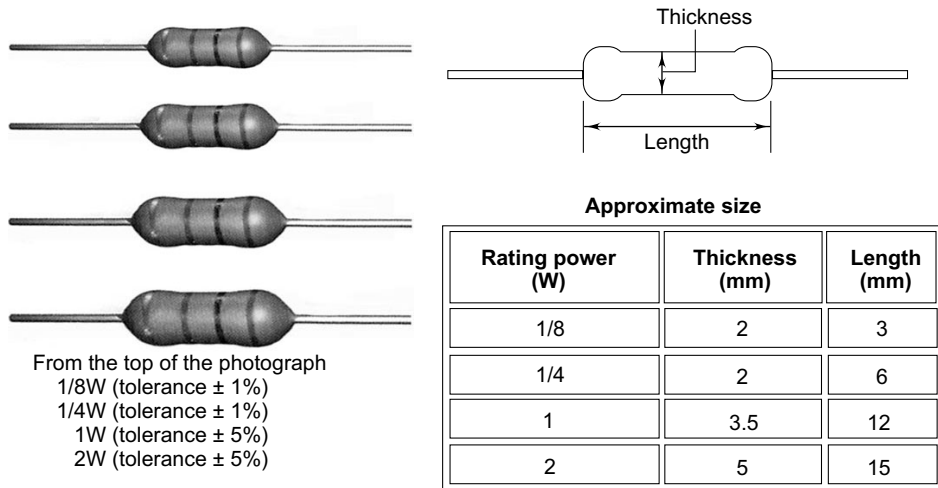 From the top of the photograph
1/8W (tolerance ± 1%)
1/4W (tolerance ± 1%)
1W (tolerance ± 5%)
2W (tolerance ± 5%)
Thickness
Length
Approximate size
Rating power (W) Thickness (mm) Length (mm)
1/8 2 3
1/4 2 6
1 3.5 12
2 5 15